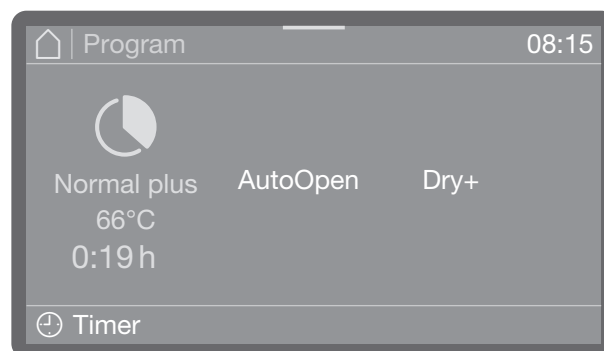 Program 08:15
Normal plus AutoOpen Dry+
66°C
0:19 h
Timer